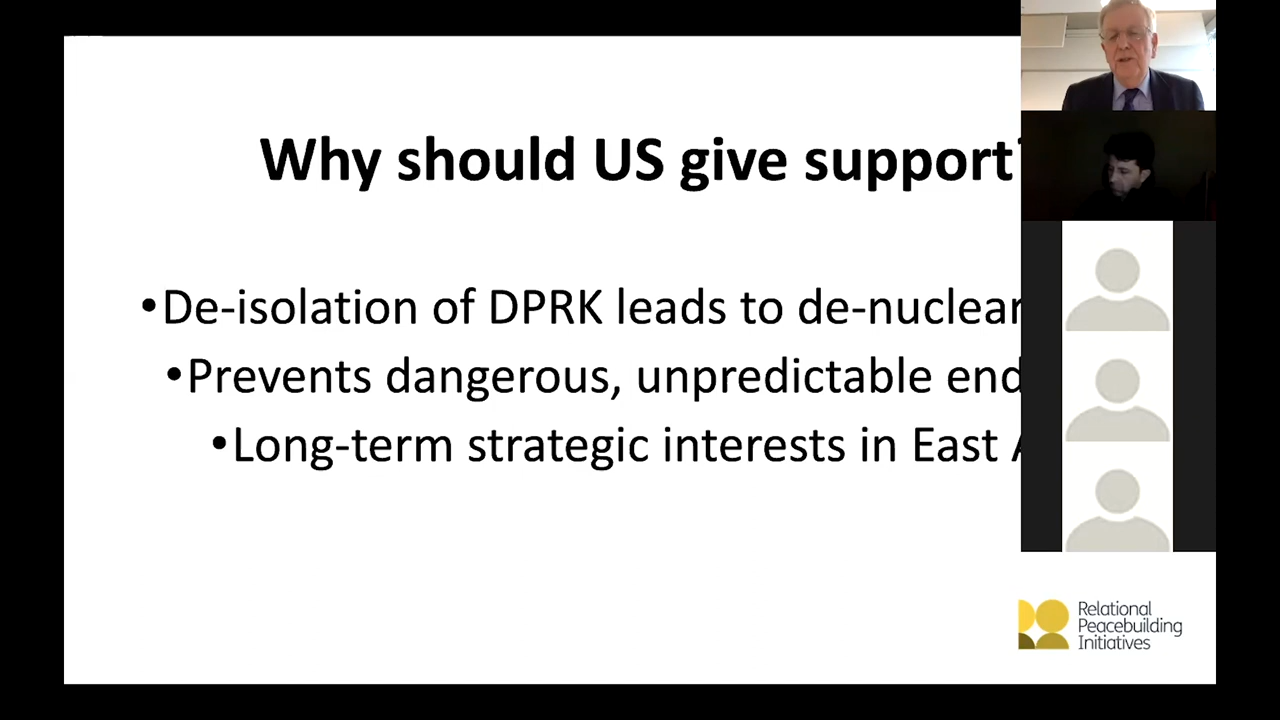 Why should US give support?
•De-isolation of DPRK leads to de-nuclear
•Prevents dangerous, unpredictable end
•Long-term strategic interests in East A
Relational
Peacebuilding
Initiatives